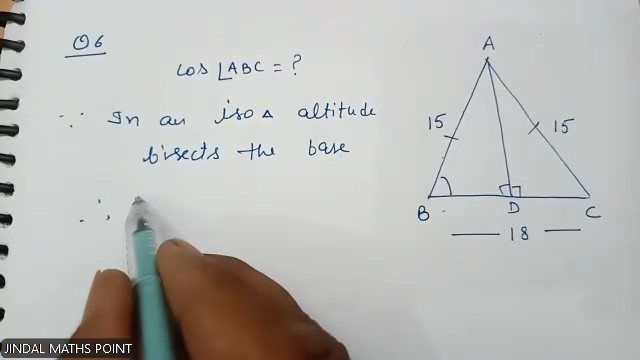 Q6
cos ∠ABC = ?
∵ In an iso △ altitude
bisects the base
∴,
A
15
15
B
D
C
18
JINDAL MATHS POINT